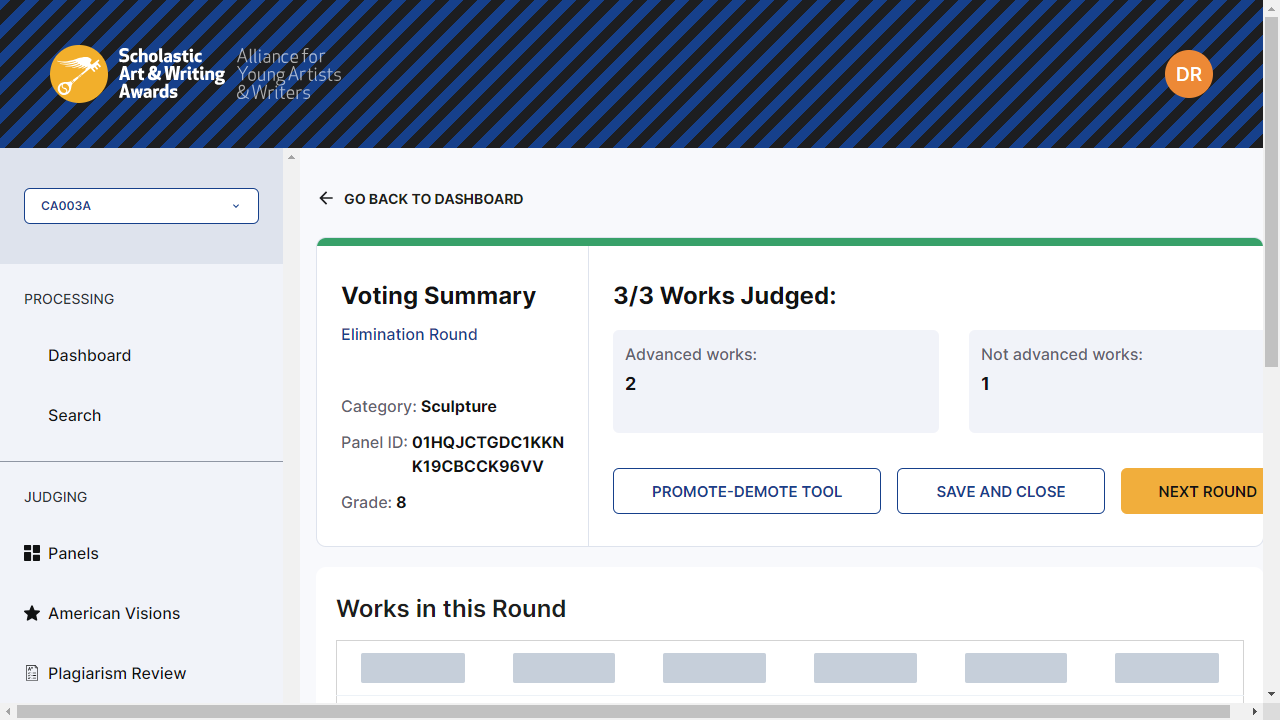 Scholastic
Art & Writing
Awards
Alliance for
Young Artists
& Writers
DR
CA003A
PROCESSING
Dashboard
Search
JUDGING
Panels
American Visions
Plagiarism Review
GO BACK TO DASHBOARD
Voting Summary
Elimination Round
Category: Sculpture
Panel ID: 01HQJCTGDC1KKN
K19CBCCK96VV
Grade: 8
3/3 Works Judged:
Advanced works:
2
Not advanced works:
1
PROMOTE-DEMOTE TOOL
SAVE AND CLOSE
NEXT ROUND
Works in this Round